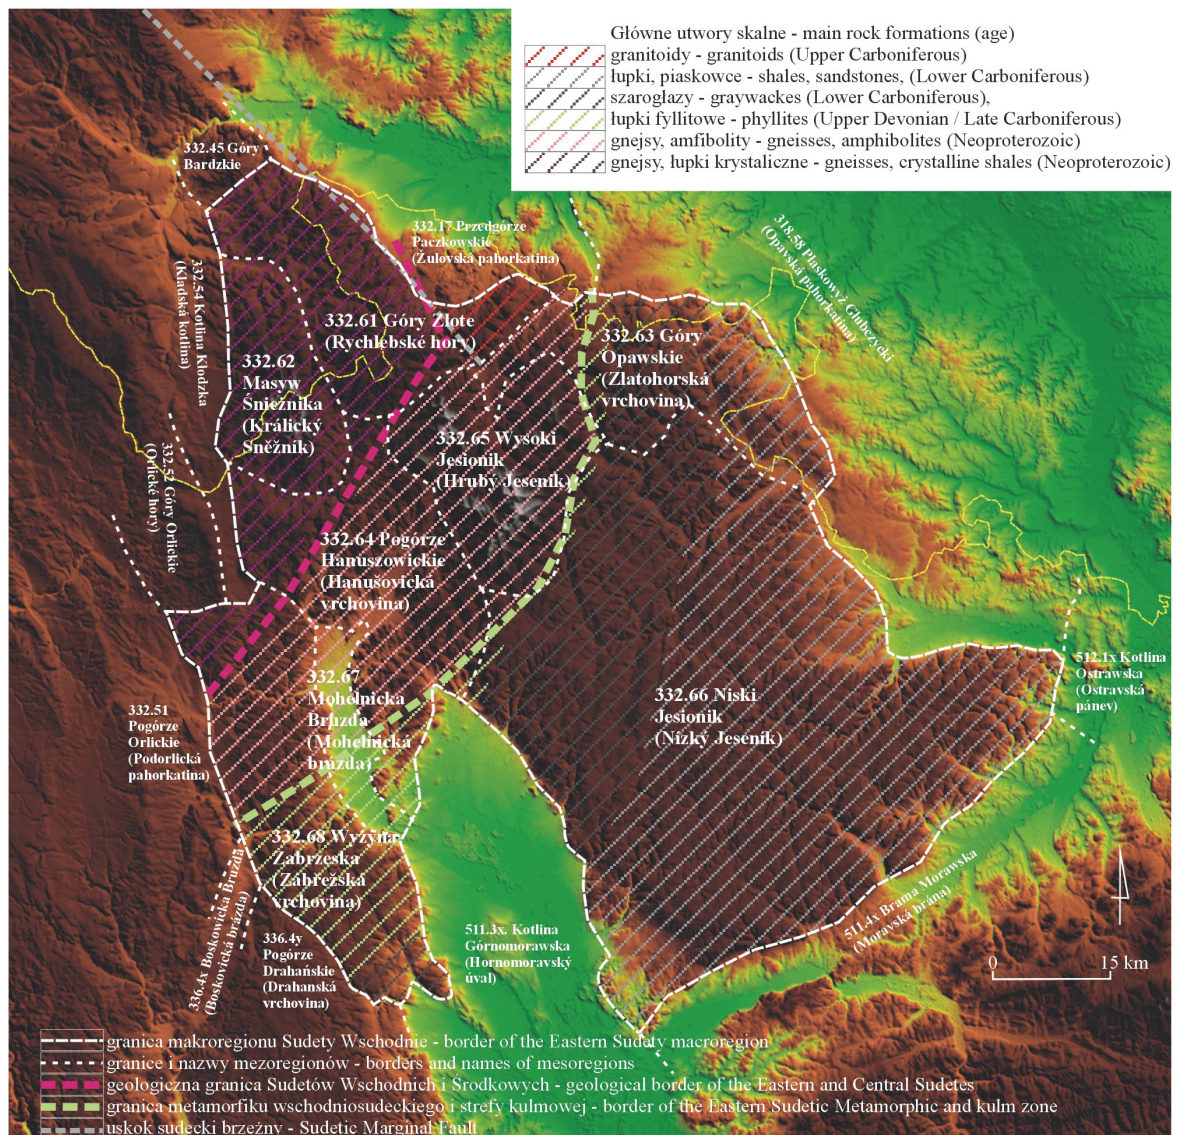 Główne utwory skalne - main rock formations (age)
granitoidy - granitoids (Upper Carboniferous)
łupki, piaskowce - shales, sandstones, (Lower Carboniferous)
szarogłazy - graywackes (Lower Carboniferous),
łupki fyllitowe - phyllites (Upper Devonian / Late Carboniferous)
gnejsy, amfibolity - gneisses, amphibolites (Neoproterozoic)
gnejsy, łupki krystaliczne - gneisses, crystalline shales (Neoproterozoic)
332.45 Góry
Bardzkie
332.17 Przedgórze
Paczkowskie
(Žulovská pahorkatina)
318.58 Płaskowyż Głubczycki
(Opavská pahorkatina)
332.54 Kotlina Kłodzka
(Kladská kotlina)
332.61 Góry Złote
(Rychlebské hory)
332.63 Góry
Opawskie
(Zlatohorská
vrchovina)
332.62
Masyw
Śnieżnika
(Králický
Sněžník)
332.65 Wysoki
Jesionik
(Hrubý Jeseník)
332.52 Góry Orlickie
(Orlické hory)
332.64 Pogórze
Hanuszowickie
(Hanušovická
vrchovina)
332.67
Mohelnicka
Bruzda
(Mohelnická
brázda)
332.66 Niski
Jesionik
(Nízký Jeseník)
512.1x Kotlina
Ostrawska
(Ostravská
pánev)
332.51
Pogórze
Orlickie
(Podorlická
pahorkatina)
332.68 Wyżyna
Zabrzeska
(Zábřežská
vrchovina)
336.4x Boskowicka Bruzda
(Boskovická brázda)
336.4y
Pogórze
Drahańskie
(Drahanská
vrchovina)
511.3x. Kotlina
Górnomorawska
(Hornomoravský
úval)
511.4x Brama Morawska
(Moravská brána)
0 15 km
granica makroregionu Sudety Wschodnie - border of the Eastern Sudety macroregion
granice i nazwy mezoregionów - borders and names of mesoregions
geologiczna granica Sudetów Wschodnich i Środkowych - geological border of the Eastern and Central Sudetes
granica metamorfiku wschodniosudeckiego i strefy kulmowej - border of the Eastern Sudetic Metamorphic and kulm zone
uskok sudecki brzeżny - Sudetic Marginal Fault